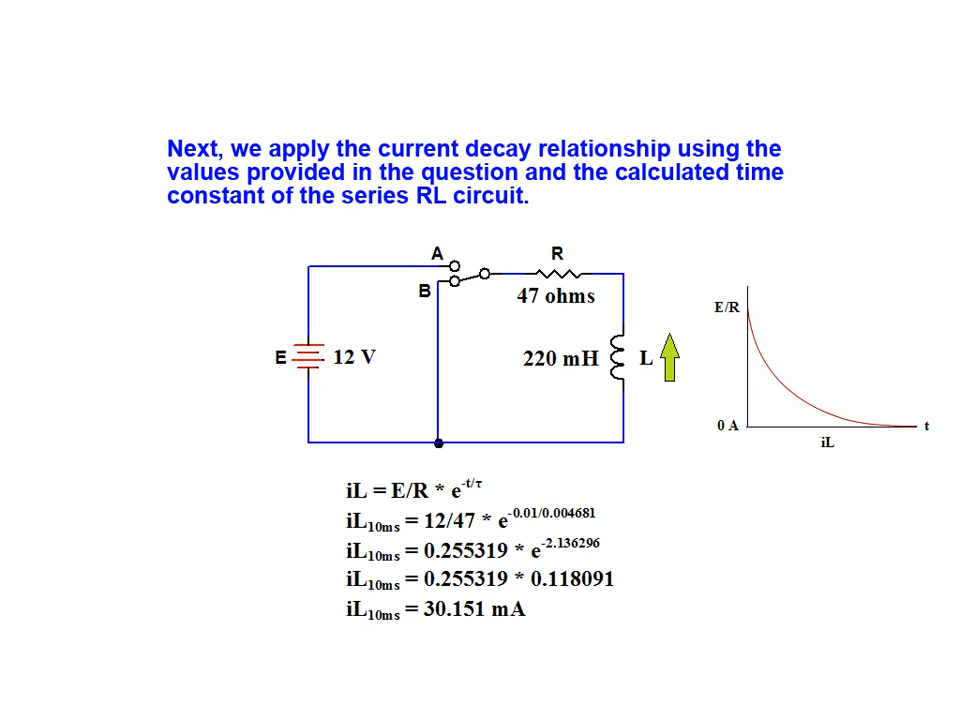 Next, we apply the current decay relationship using the
values provided in the question and the calculated time
constant of the series RL circuit.
A
R
B
47 ohms
E/R
E
12 V
220 mH
L
0 A
t
iL
iL = E/R * e^-t/τ
iL10ms = 12/47 * e^-0.01/0.004681
iL10ms = 0.255319 * e^-2.136296
iL10ms = 0.255319 * 0.118091
iL10ms = 30.151 mA